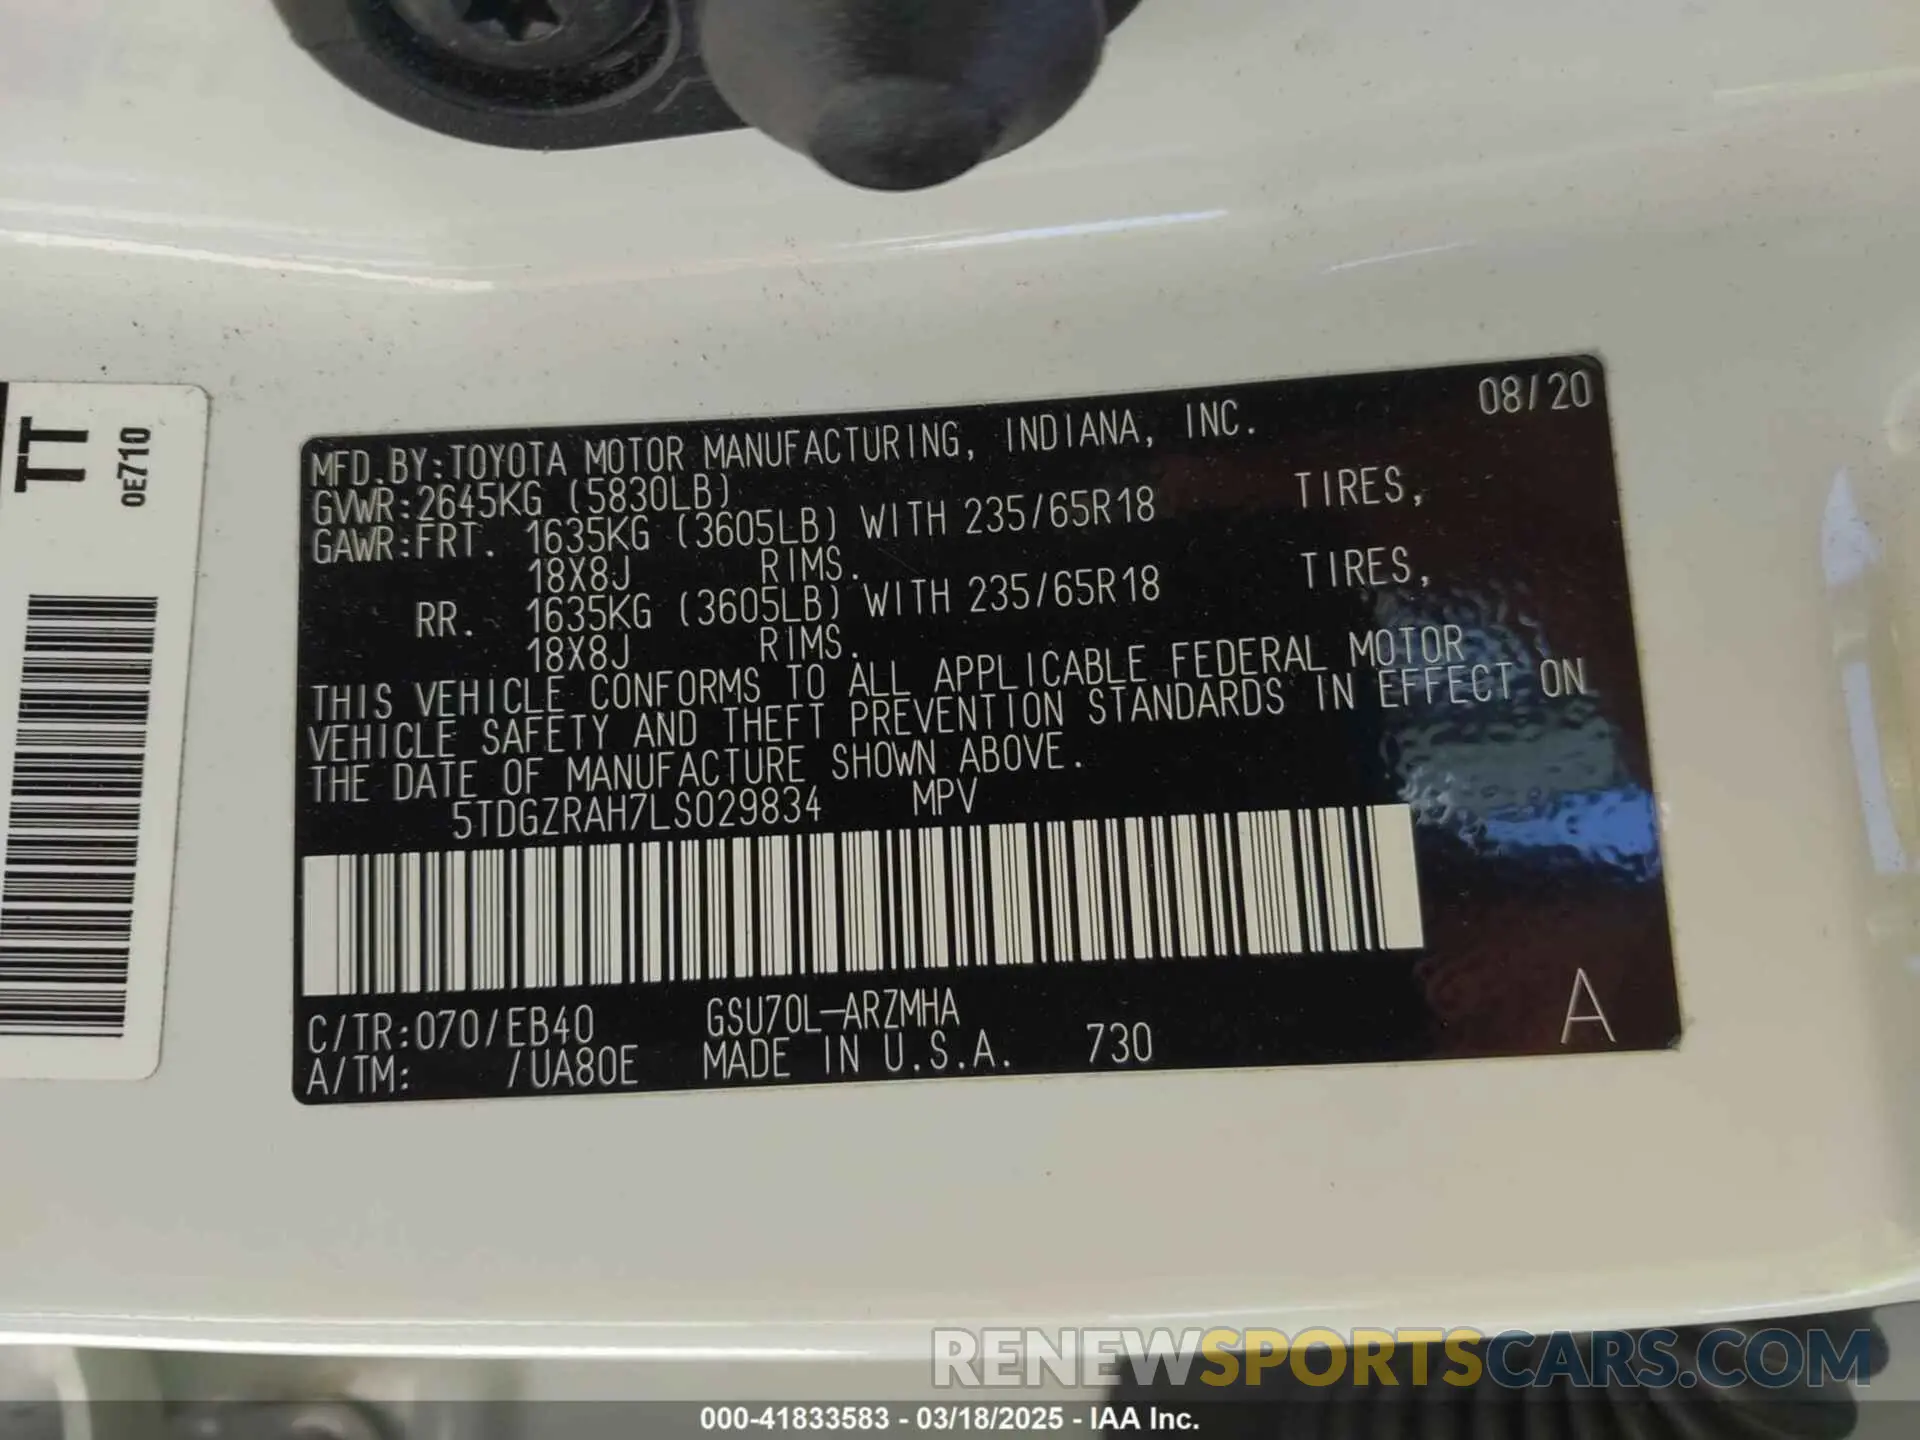 TT
0E710
08/20
MFD.BY:TOYOTA MOTOR MANUFACTURING, INDIANA, INC.
GVWR:2645KG (5830LB)
GAWR:FRT. 1635KG (3605LB) WITH 235/65R18 TIRES,
18X8J RIMS.
RR. 1635KG (3605LB) WITH 235/65R18 TIRES,
18X8J RIMS.
THIS VEHICLE CONFORMS TO ALL APPLICABLE FEDERAL MOTOR
VEHICLE SAFETY AND THEFT PREVENTION STANDARDS IN EFFECT ON
THE DATE OF MANUFACTURE SHOWN ABOVE.
5TDGZRAH7LS029834 MPV
C/TR:070/EB40 GSU70L-ARZMHA
A/TM: /UA80E MADE IN U.S.A. 730
A
RENEWSPORTSCARS.COM
000-41833583 - 03/18/2025 - IAA Inc.